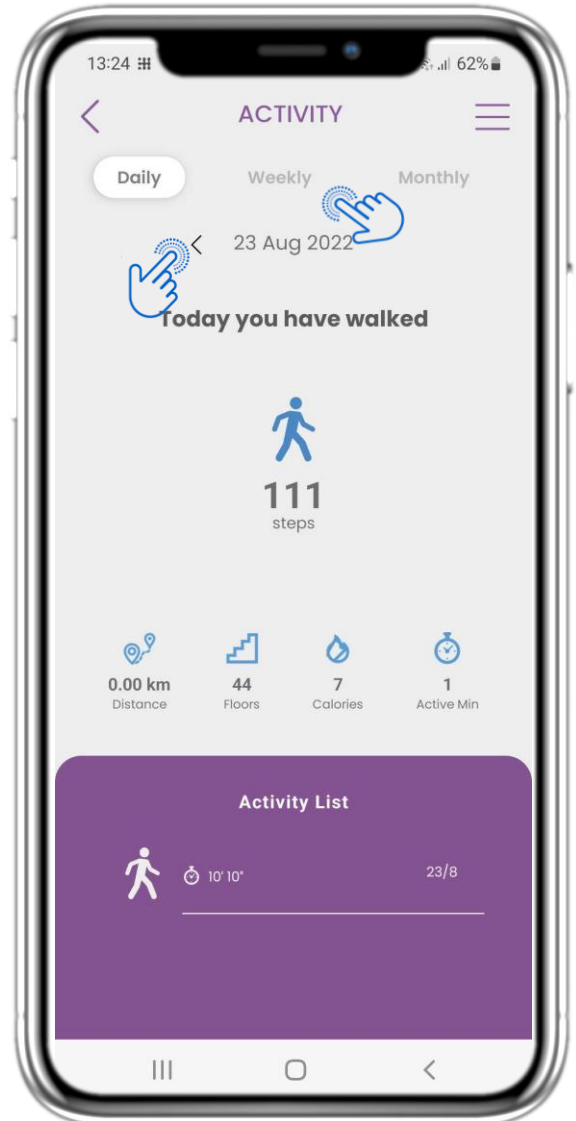 13:24 62%
ACTIVITY
Daily Weekly Monthly
23 Aug 2022
Today you have walked
111
steps
0.00 km 44 7 1
Distance Floors Calories Active Min
Activity List
10' 10" 23/8